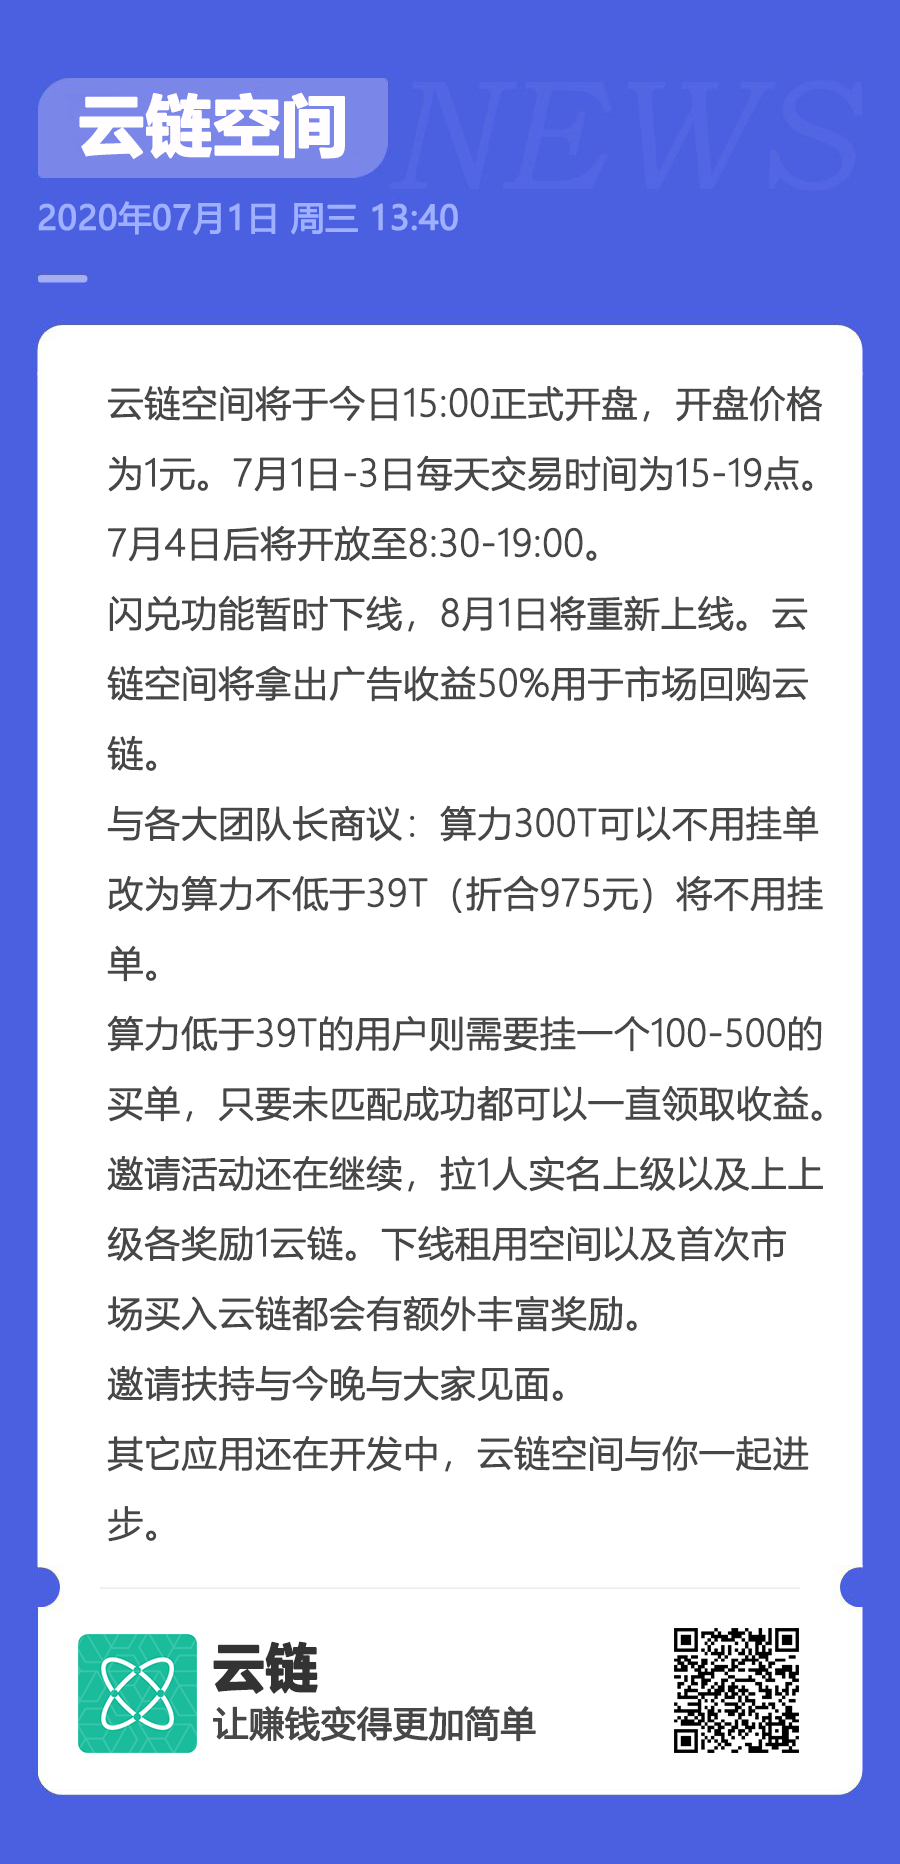 云链空间
NEWS
2020年07月1日 周三 13:40
云链空间将于今日15:00正式开盘，开盘价格
为1元。7月1日-3日每天交易时间为15-19点。
7月4日后将开放至8:30-19:00。
闪兑功能暂时下线，8月1日将重新上线。云
链空间将拿出广告收益50%用于市场回购云
链。
与各大团队长商议：算力300T可以不用挂单
改为算力不低于39T（折合975元）将不用挂
单。
算力低于39T的用户则需要挂一个100-500的
买单，只要未匹配成功都可以一直领取收益。
邀请活动还在继续，拉1人实名上级以及上上
级各奖励1云链。下线租用空间以及首次市
场买入云链都会有额外丰富奖励。
邀请扶持与今晚与大家见面。
其它应用还在开发中，云链空间与你一起进
步。
云链
让赚钱变得更加简单